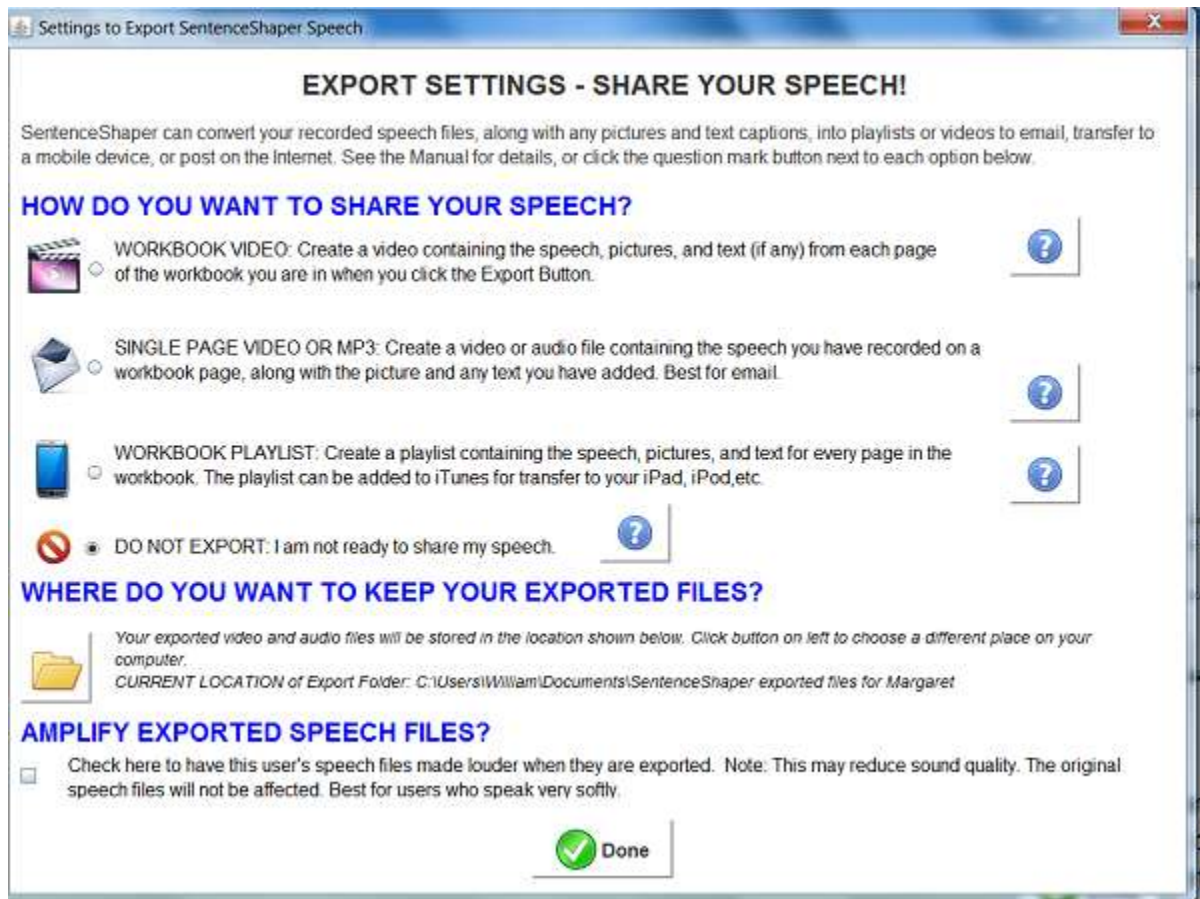 Settings to Export SentenceShaper Speech
EXPORT SETTINGS - SHARE YOUR SPEECH!
SentenceShaper can convert your recorded speech files, along with any pictures and text captions, into playlists or videos to email, transfer to
a mobile device, or post on the Internet. See the Manual for details, or click the question mark button next to each option below.
HOW DO YOU WANT TO SHARE YOUR SPEECH?
WORKBOOK VIDEO: Create a video containing the speech, pictures, and text (if any) from each page
of the workbook you are in when you click the Export Button.
?
SINGLE PAGE VIDEO OR MP3: Create a video or audio file containing the speech you have recorded on a
workbook page, along with the picture and any text you have added. Best for email.
?
WORKBOOK PLAYLIST: Create a playlist containing the speech, pictures, and text for every page in the
workbook. The playlist can be added to iTunes for transfer to your iPad, iPod,etc.
?
DO NOT EXPORT: I am not ready to share my speech.
?
WHERE DO YOU WANT TO KEEP YOUR EXPORTED FILES?
Your exported video and audio files will be stored in the location shown below. Click button on left to choose a different place on your
computer.
CURRENT LOCATION of Export Folder: C:\Users\William\Documents\SentenceShaper exported files for Margaret
AMPLIFY EXPORTED SPEECH FILES?
Check here to have this user's speech files made louder when they are exported. Note: This may reduce sound quality. The original
speech files will not be affected. Best for users who speak very softly.
Done